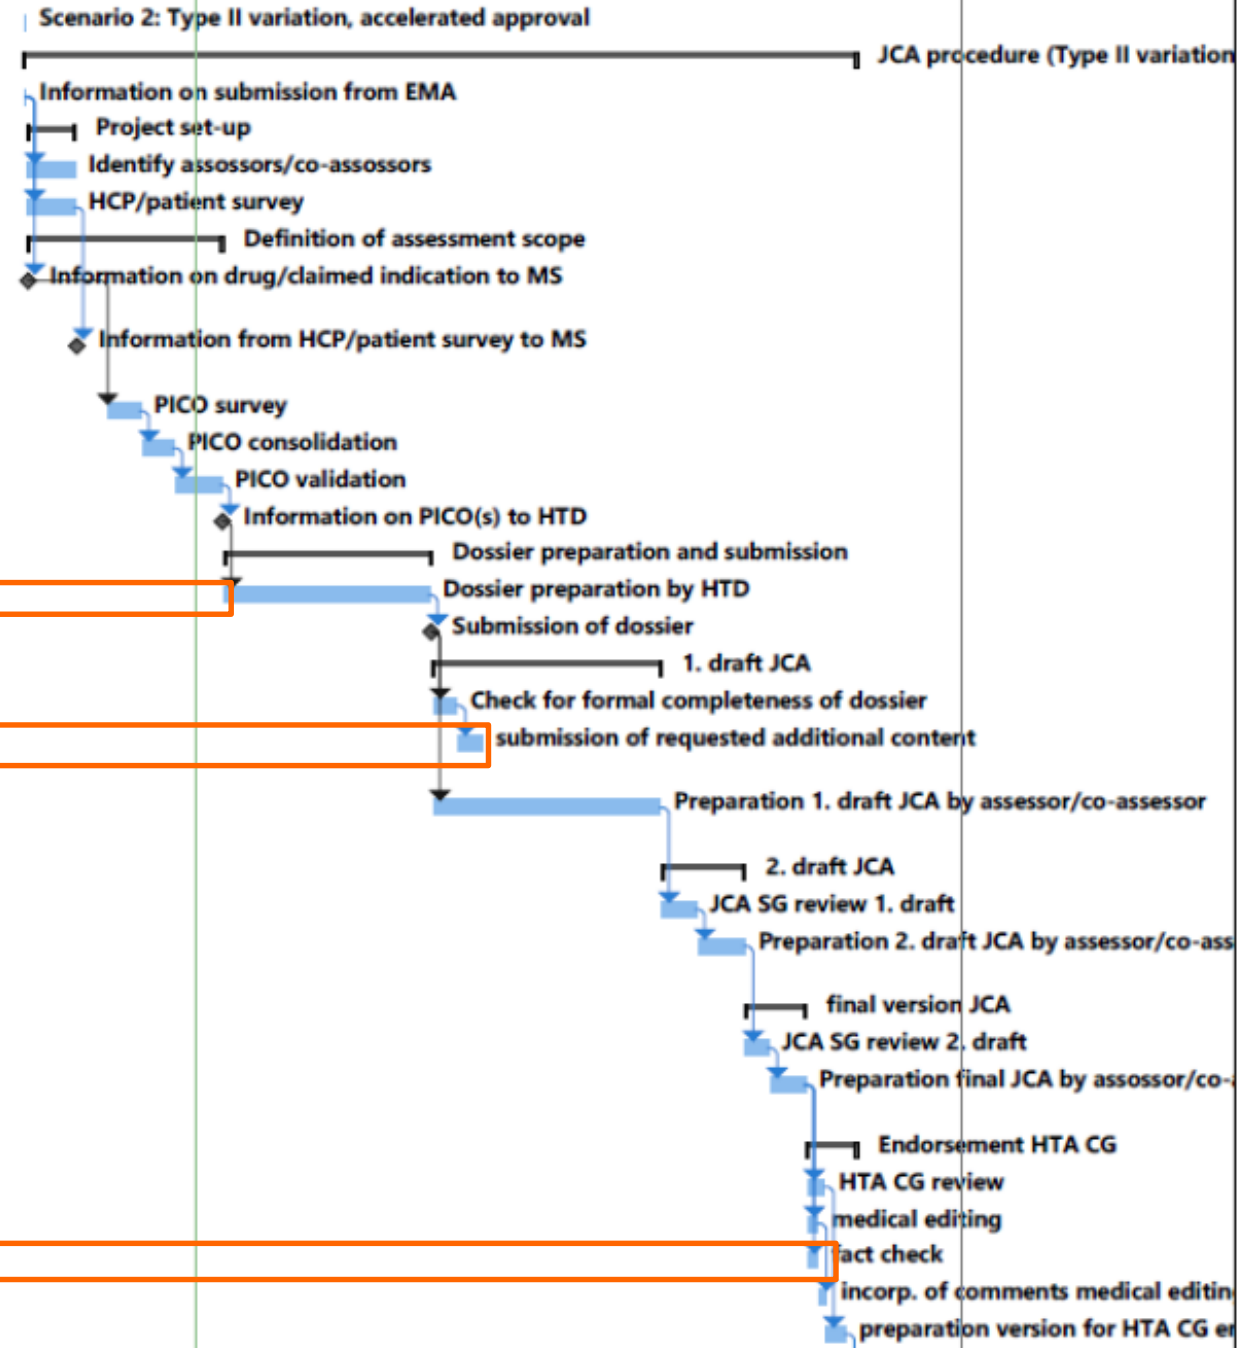 Scenario 2: Type II variation, accelerated approval
JCA procedure (Type II variation
Information on submission from EMA
Project set-up
Identify assossors/co-assossors
HCP/patient survey
Definition of assessment scope
Information on drug/claimed indication to MS
Information from HCP/patient survey to MS
PICO survey
PICO consolidation
PICO validation
Information on PICO(s) to HTD
Dossier preparation and submission
Dossier preparation by HTD
Submission of dossier
1. draft JCA
Check for formal completeness of dossier
submission of requested additional content
Preparation 1. draft JCA by assessor/co-assessor
2. draft JCA
JCA SG review 1. draft
Preparation 2. draft JCA by assessor/co-ass
final version JCA
JCA SG review 2. draft
Preparation final JCA by assossor/co-
Endorsement HTA CG
HTA CG review
medical editing
fact check
incorp. of comments medical editin
preparation version for HTA CG er